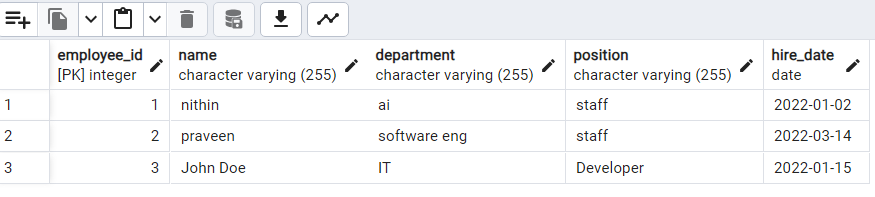 employee_id name department position hire_date
[PK] integer character varying (255) character varying (255) character varying (255) date
1 1 nithin ai staff 2022-01-02
2 2 praveen software eng staff 2022-03-14
3 3 John Doe IT Developer 2022-01-15